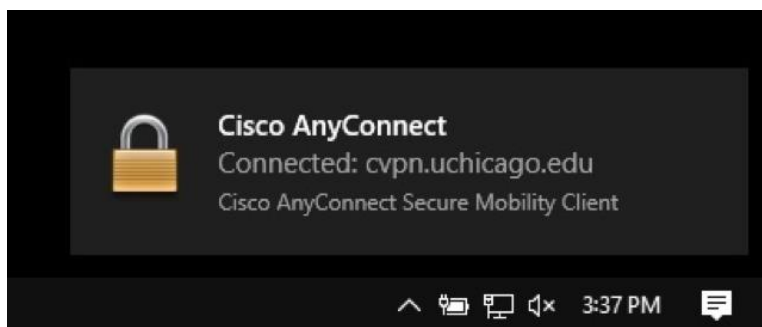 Cisco AnyConnect
Connected: cvpn.uchicago.edu
Cisco AnyConnect Secure Mobility Client
3:37 PM